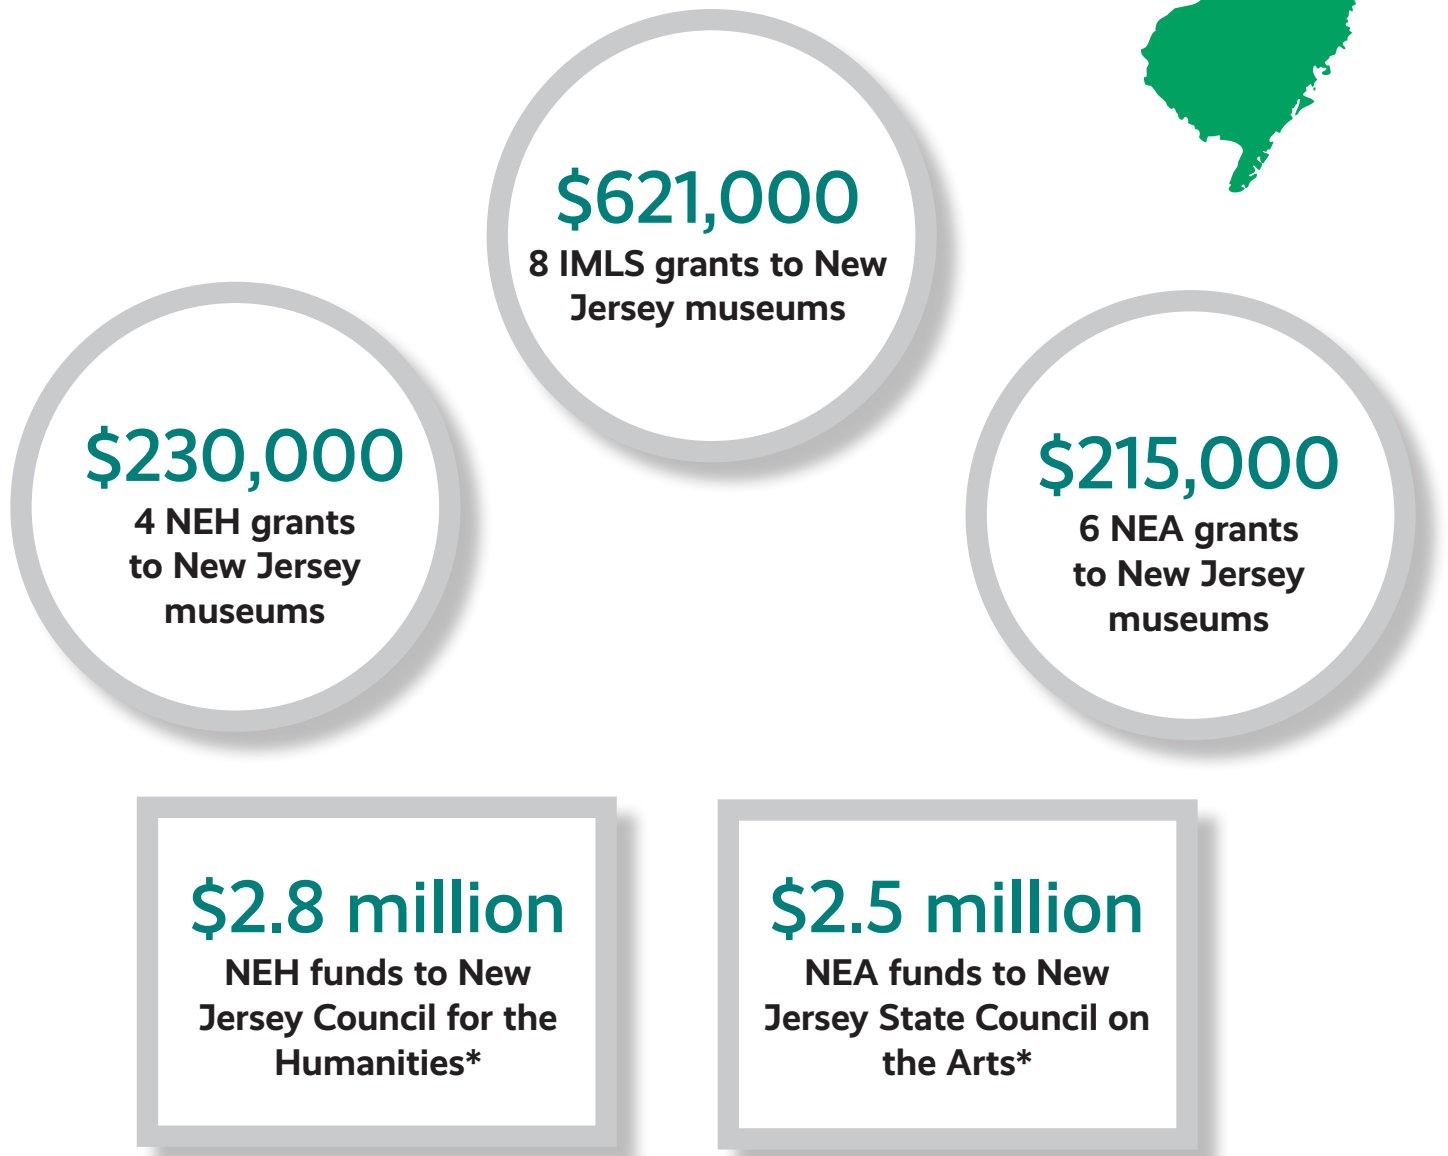 $621,000
8 IMLS grants to New
Jersey museums
$230,000
4 NEH grants
to New Jersey
museums
$215,000
6 NEA grants
to New Jersey
museums
$2.8 million
NEH funds to New
Jersey Council for the
Humanities*
$2.5 million
NEA funds to New
Jersey State Council on
the Arts*